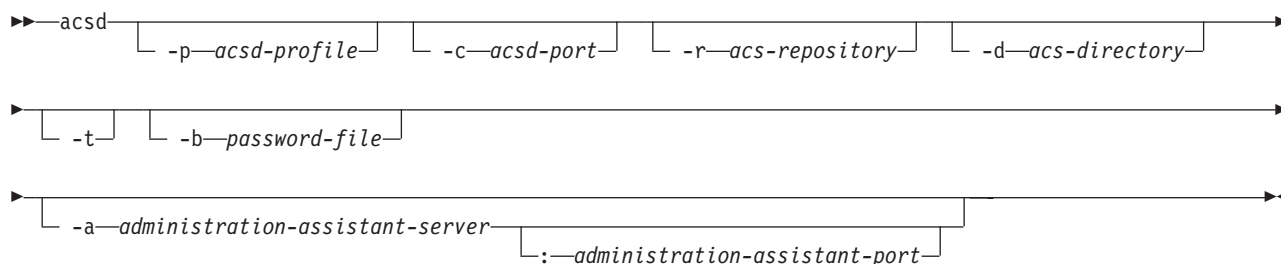 acsd
-p acsd-profile -c acsd-port -r acs-repository -d acs-directory
-t -b password-file
-a administration-assistant-server
: administration-assistant-port